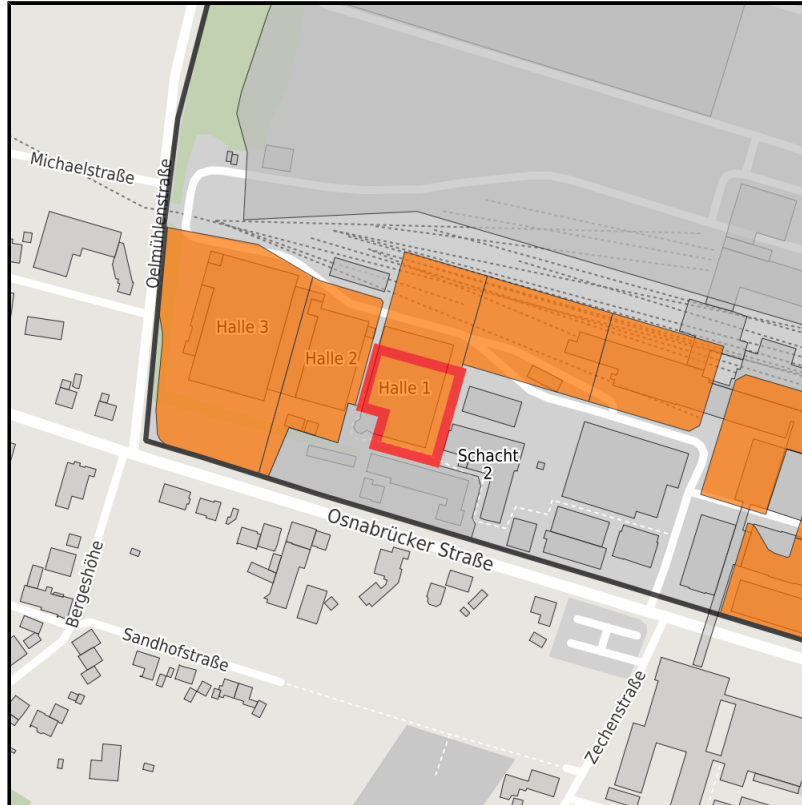 Michaelstraße
Oelmühlenstraße
Halle 3
Halle 2
Halle 1
Schacht
2
Osnabrücker Straße
Bergeshöhe
Sandhofstraße
Zechenstraße